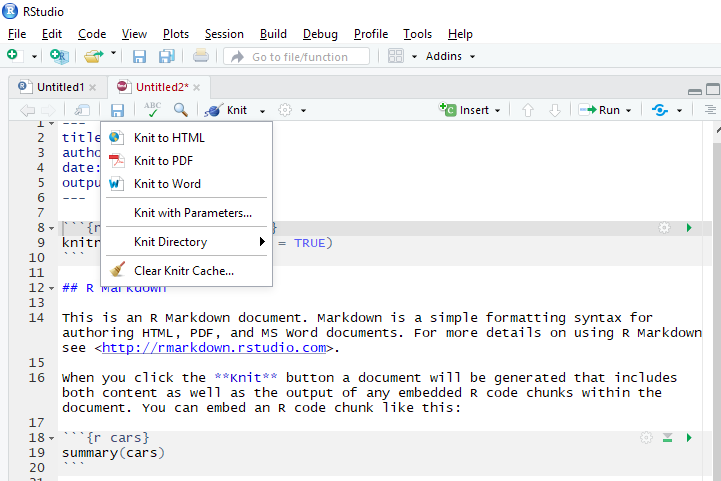 RStudio
File Edit Code View Plots Session Build Debug Profile Tools Help
Go to file/function Addins
Untitled1 × Untitled2* ×
ABC Knit Insert Run
1 ---
2 title
3 autho
4 date:
5 outpu
6 ---
7
8 ```{r }
9 knitr = TRUE)
10 ```
Knit to HTML
Knit to PDF
Knit to Word
Knit with Parameters...
Knit Directory
Clear Knitr Cache...
11
12 ## R Markdown
13
14 This is an R Markdown document. Markdown is a simple formatting syntax for
authoring HTML, PDF, and MS Word documents. For more details on using R Markdown
see <http://rmarkdown.rstudio.com>.
15
16 When you click the **Knit** button a document will be generated that includes
both content as well as the output of any embedded R code chunks within the
document. You can embed an R code chunk like this:
17
18 ```{r cars}
19 summary(cars)
20 ```